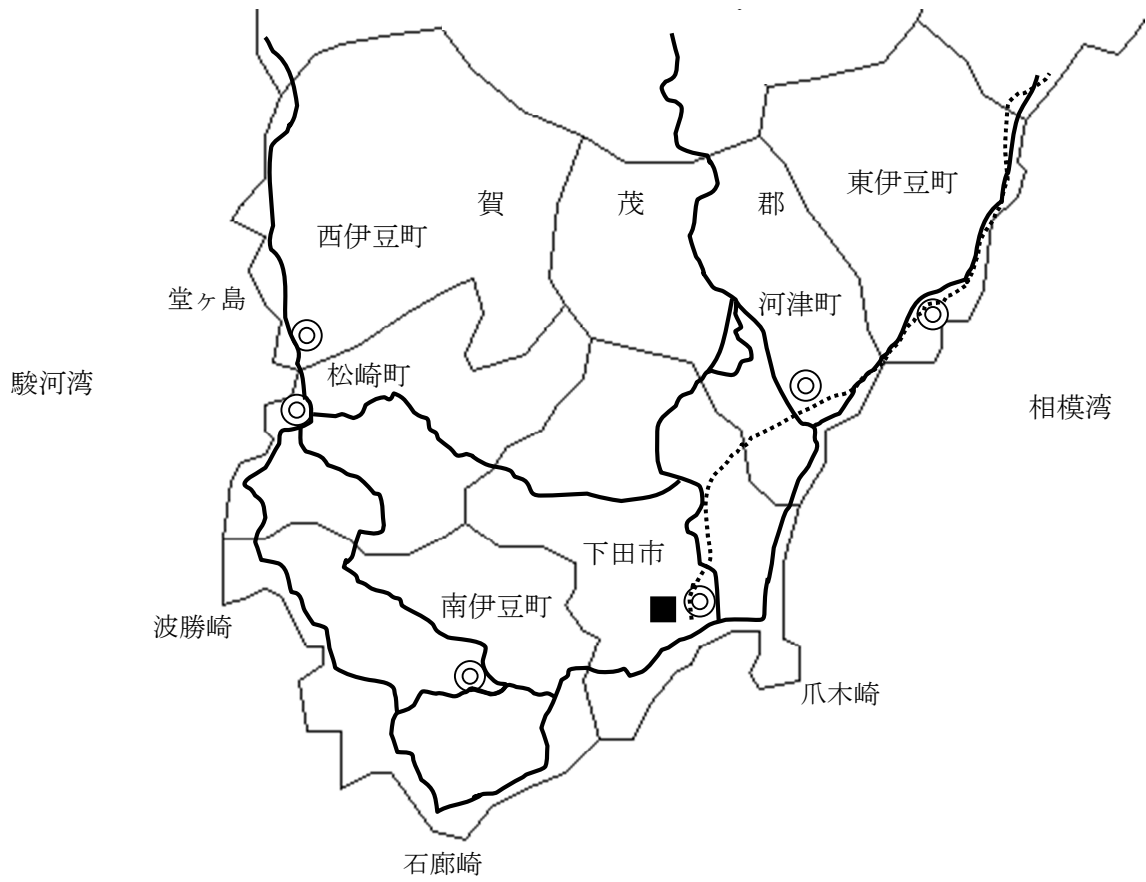 東伊豆町
賀 茂 郡
西伊豆町
堂ヶ島
河津町
松崎町
駿河湾
相模湾
下田市
南伊豆町
波勝崎
爪木崎
石廊崎